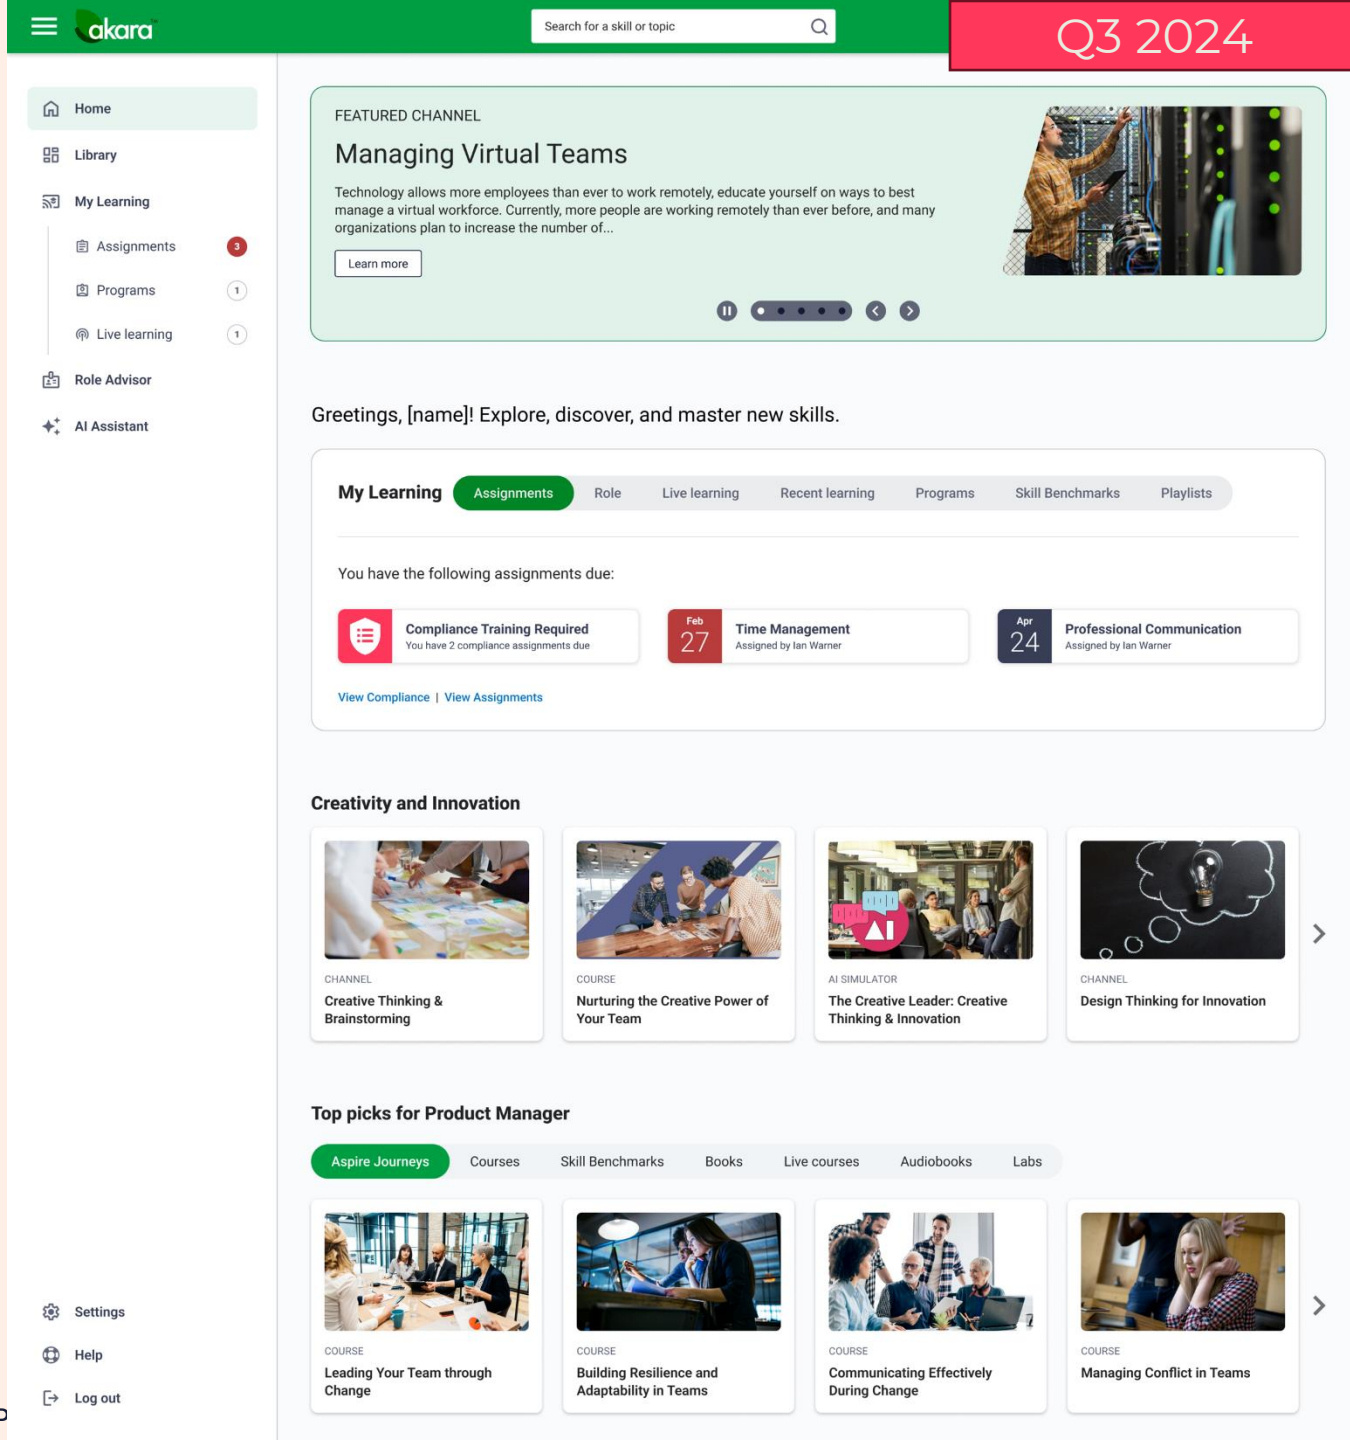 akara
Search for a skill or topic
Q3 2024
Home
Library
My Learning
Assignments 3
Programs 1
Live learning 1
Role Advisor
AI Assistant
FEATURED CHANNEL
Managing Virtual Teams
Technology allows more employees than ever to work remotely, educate yourself on ways to best
manage a virtual workforce. Currently, more people are working remotely than ever before, and many
organizations plan to increase the number of...
Learn more
Greetings, [name]! Explore, discover, and master new skills.
My Learning Assignments Role Live learning Recent learning Programs Skill Benchmarks Playlists
You have the following assignments due:
Compliance Training Required
You have 2 compliance assignments due
Feb
27
Time Management
Assigned by Ian Warner
Apr
24
Professional Communication
Assigned by Ian Warner
View Compliance | View Assignments
Creativity and Innovation
AI
CHANNEL
Creative Thinking &
Brainstorming
COURSE
Nurturing the Creative Power of
Your Team
AI SIMULATOR
The Creative Leader: Creative
Thinking & Innovation
CHANNEL
Design Thinking for Innovation
Top picks for Product Manager
Aspire Journeys Courses Skill Benchmarks Books Live courses Audiobooks Labs
COURSE
Leading Your Team through
Change
COURSE
Building Resilience and
Adaptability in Teams
COURSE
Communicating Effectively
During Change
COURSE
Managing Conflict in Teams
Settings
Help
Log out